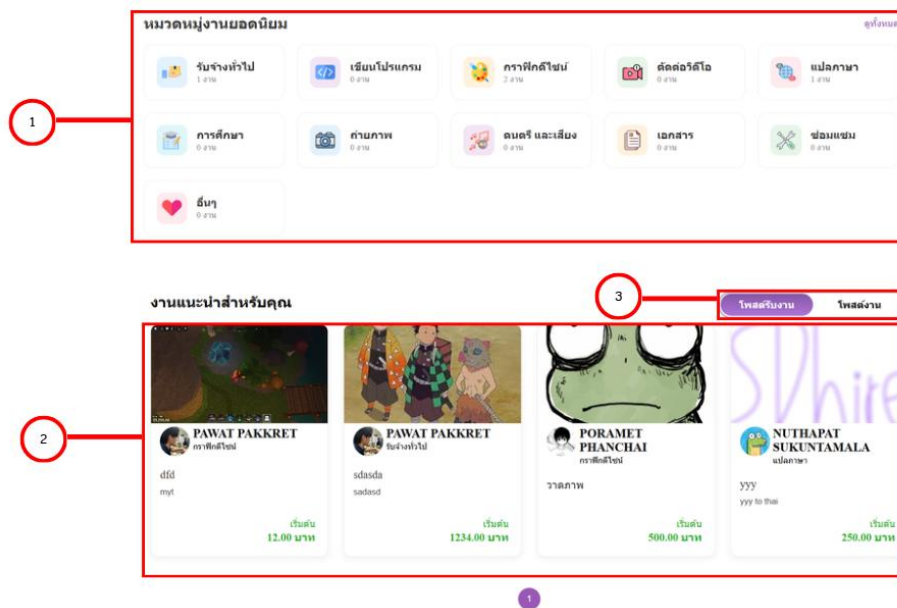 หมวดหมู่งานยอดนิยม
ดูทั้งหมด
รับจ้างทั่วไป
1 งาน
เขียนโปรแกรม
0 งาน
กราฟิกดีไซน์
2 งาน
ตัดต่อวิดีโอ
0 งาน
แปลภาษา
1 งาน
1
การศึกษา
0 งาน
ถ่ายภาพ
0 งาน
ดนตรี และเสียง
0 งาน
เอกสาร
0 งาน
ซ่อมแซม
0 งาน
อื่นๆ
0 งาน
งานแนะนำสำหรับคุณ
3
โพสต์รับงาน
โพสต์งาน
SDhire
2
PAWAT PAKKRET
กราฟิกดีไซน์
dfd
myt
เริ่มต้น
12.00 บาท
PAWAT PAKKRET
รับจ้างทั่วไป
sdasda
sadasd
เริ่มต้น
1234.00 บาท
PORAMET
PHANCHAI
กราฟิกดีไซน์
วาดภาพ
เริ่มต้น
500.00 บาท
NUTHAPAT
SUKUNTAMALA
แปลภาษา
yyy
yyy to thai
เริ่มต้น
250.00 บาท
1